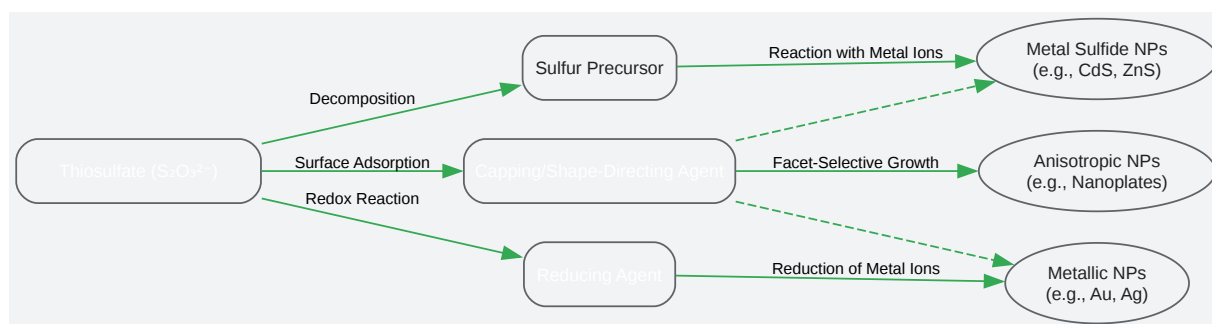 Sulfur Precursor
Reaction with Metal Ions
Metal Sulfide NPs
(e.g., CdS, ZnS)
Decomposition
Thiosulfate (S₂O₃²⁻)
Surface Adsorption
Capping/Shape-Directing Agent
Facet-Selective Growth
Anisotropic NPs
(e.g., Nanoplates)
Redox Reaction
Reducing Agent
Reduction of Metal Ions
Metallic NPs
(e.g., Au, Ag)